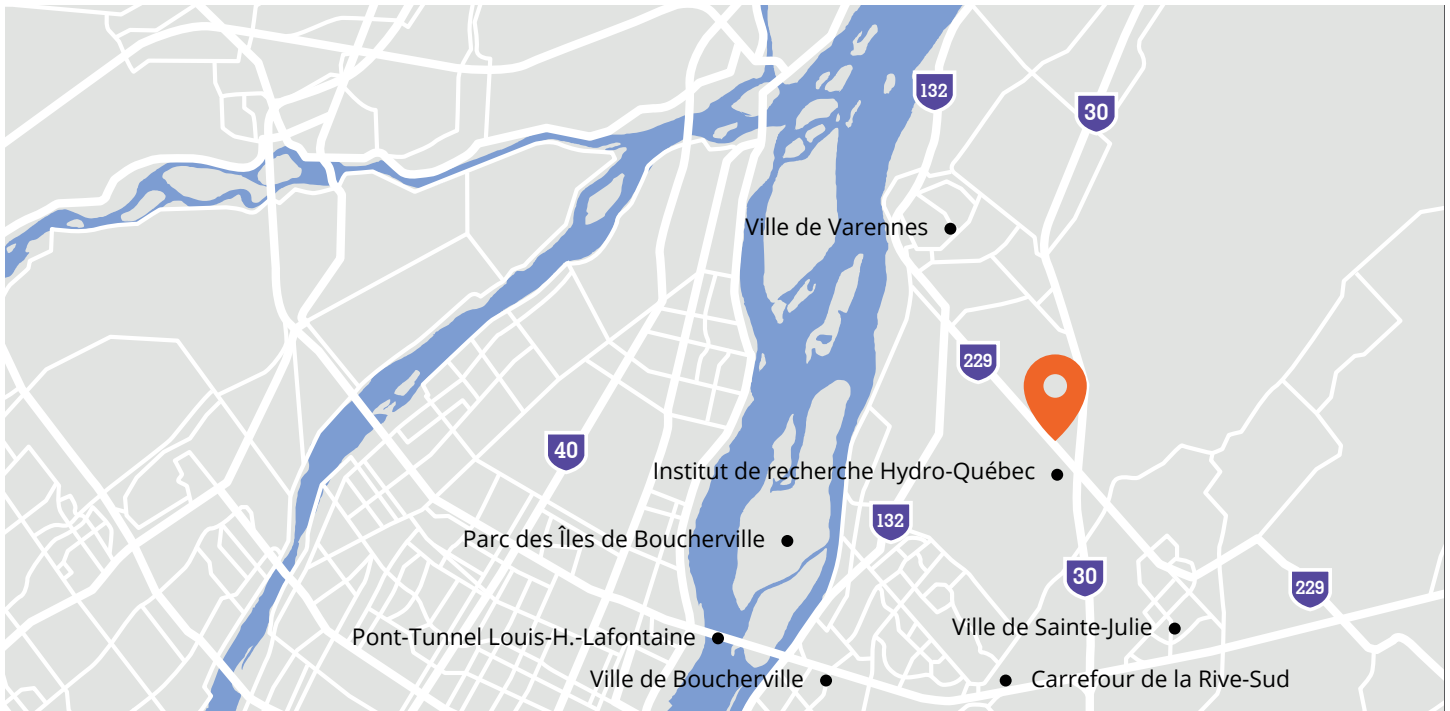 132
30
Ville de Varennes
229
40
Institut de recherche Hydro-Québec
132
Parc des Îles de Boucherville
30
229
Ville de Sainte-Julie
Pont-Tunnel Louis-H.-Lafontaine
Ville de Boucherville
Carrefour de la Rive-Sud